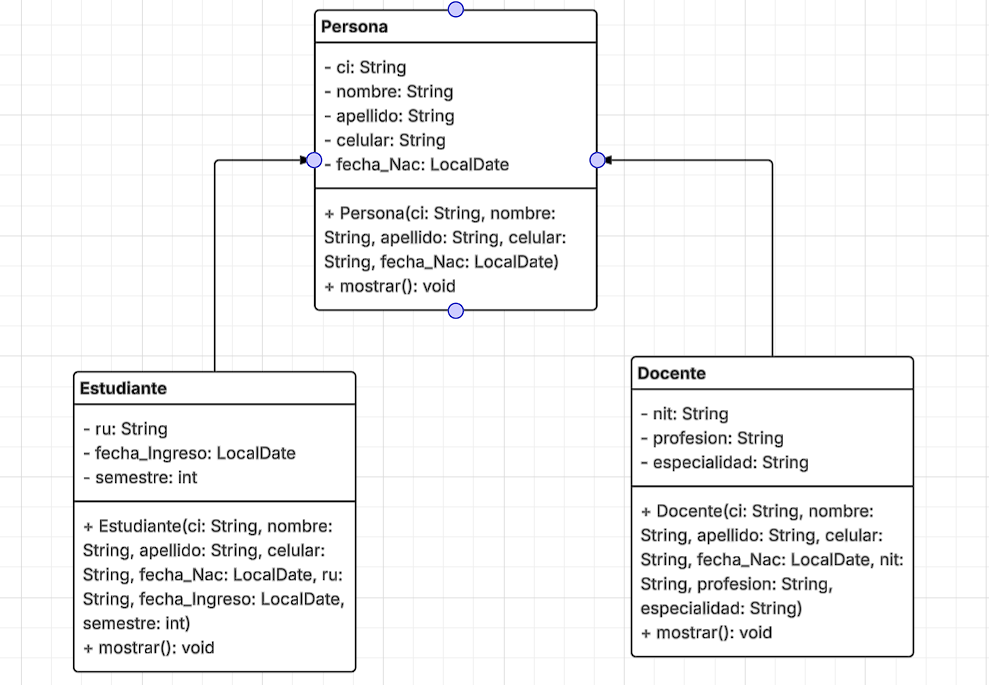 Persona
- ci: String
- nombre: String
- apellido: String
- celular: String
- fecha_Nac: LocalDate
+ Persona(ci: String, nombre:
String, apellido: String, celular:
String, fecha_Nac: LocalDate)
+ mostrar(): void
Estudiante
- ru: String
- fecha_Ingreso: LocalDate
- semestre: int
+ Estudiante(ci: String, nombre:
String, apellido: String, celular:
String, fecha_Nac: LocalDate, ru:
String, fecha_Ingreso: LocalDate,
semestre: int)
+ mostrar(): void
Docente
- nit: String
- profesion: String
- especialidad: String
+ Docente(ci: String, nombre:
String, apellido: String, celular:
String, fecha_Nac: LocalDate, nit:
String, profesion: String,
especialidad: String)
+ mostrar(): void